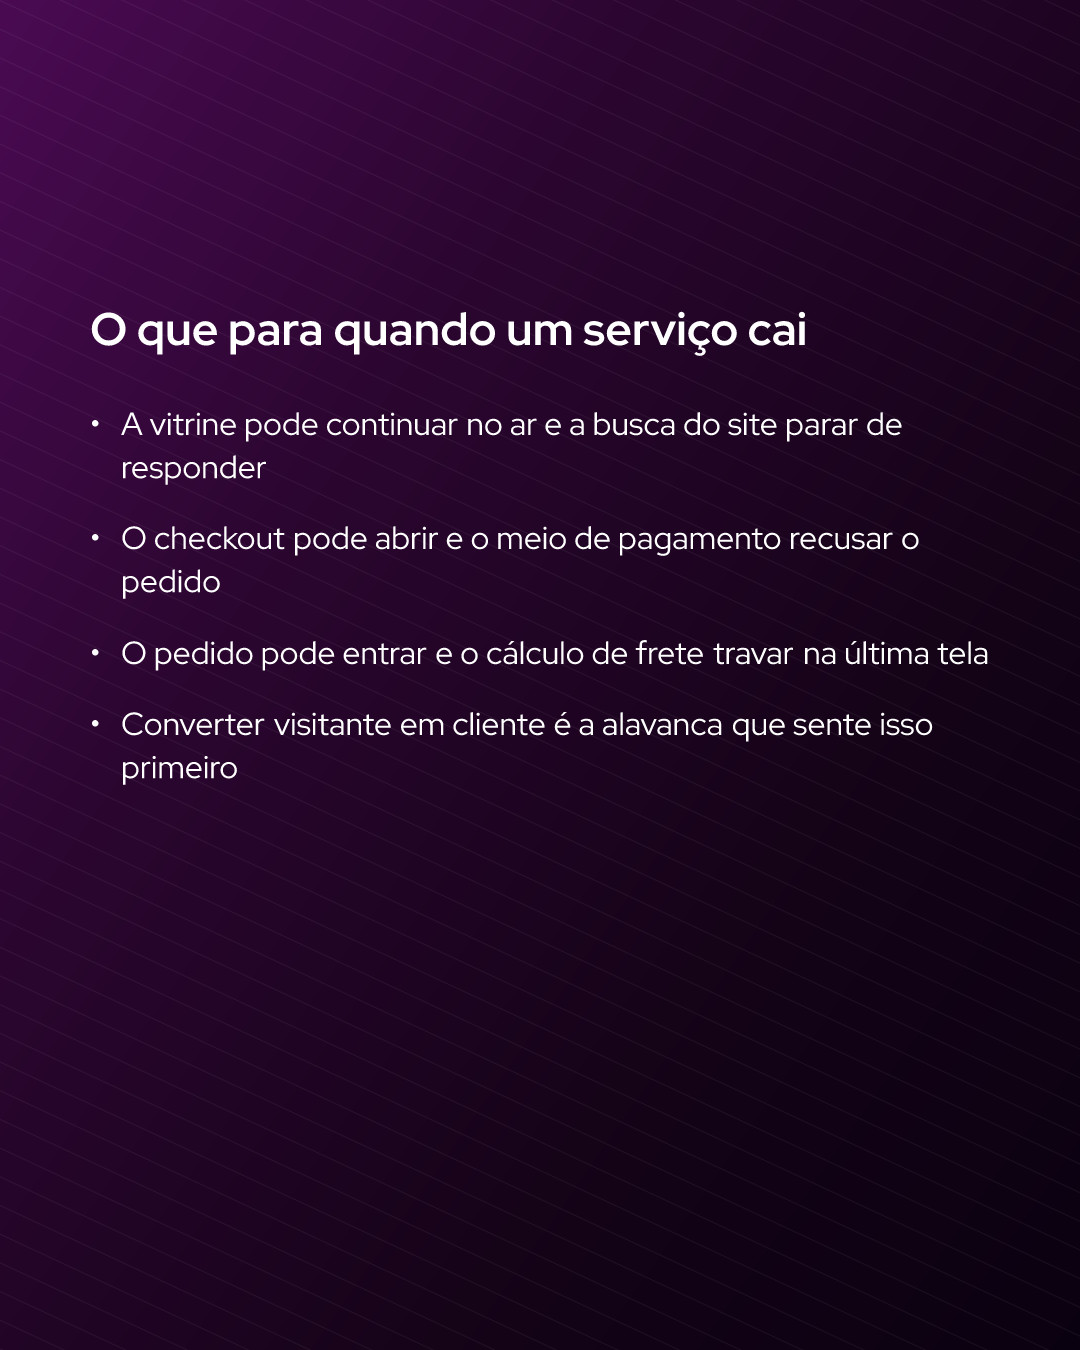 O que para quando um serviço cai
• A vitrine pode continuar no ar e a busca do site parar de
responder
• O checkout pode abrir e o meio de pagamento recusar o
pedido
• O pedido pode entrar e o cálculo de frete travar na última tela
• Converter visitante em cliente é a alavanca que sente isso
primeiro